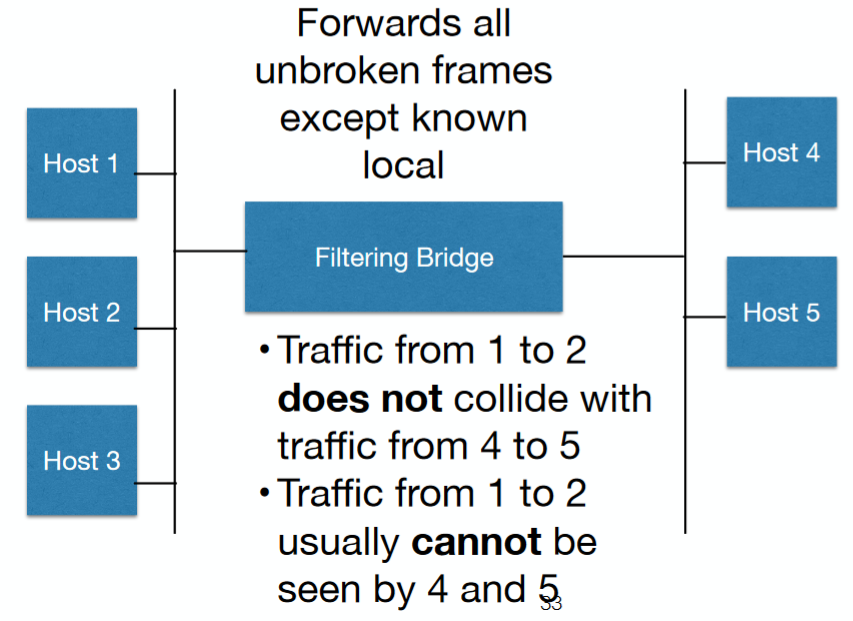 Forwards all
unbroken frames
except known
local
Host 1
Host 4
Filtering Bridge
Host 2
Host 5
Host 3
• Traffic from 1 to 2
does not collide with
traffic from 4 to 5
• Traffic from 1 to 2
usually cannot be
seen by 4 and 5
33